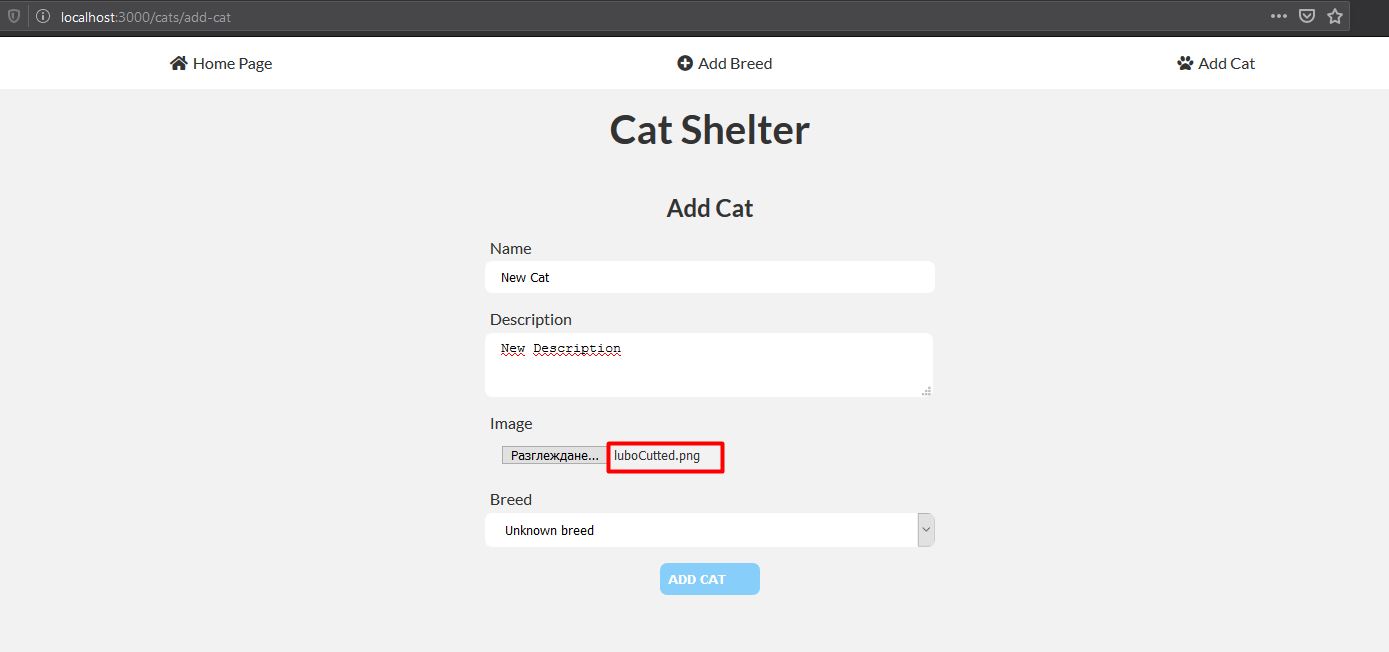 localhost:3000/cats/add-cat
Home Page Add Breed Add Cat
Cat Shelter
Add Cat
Name
New Cat
Description
New Description
Image
Разглеждане... luboCutted.png
Breed
Unknown breed
ADD CAT